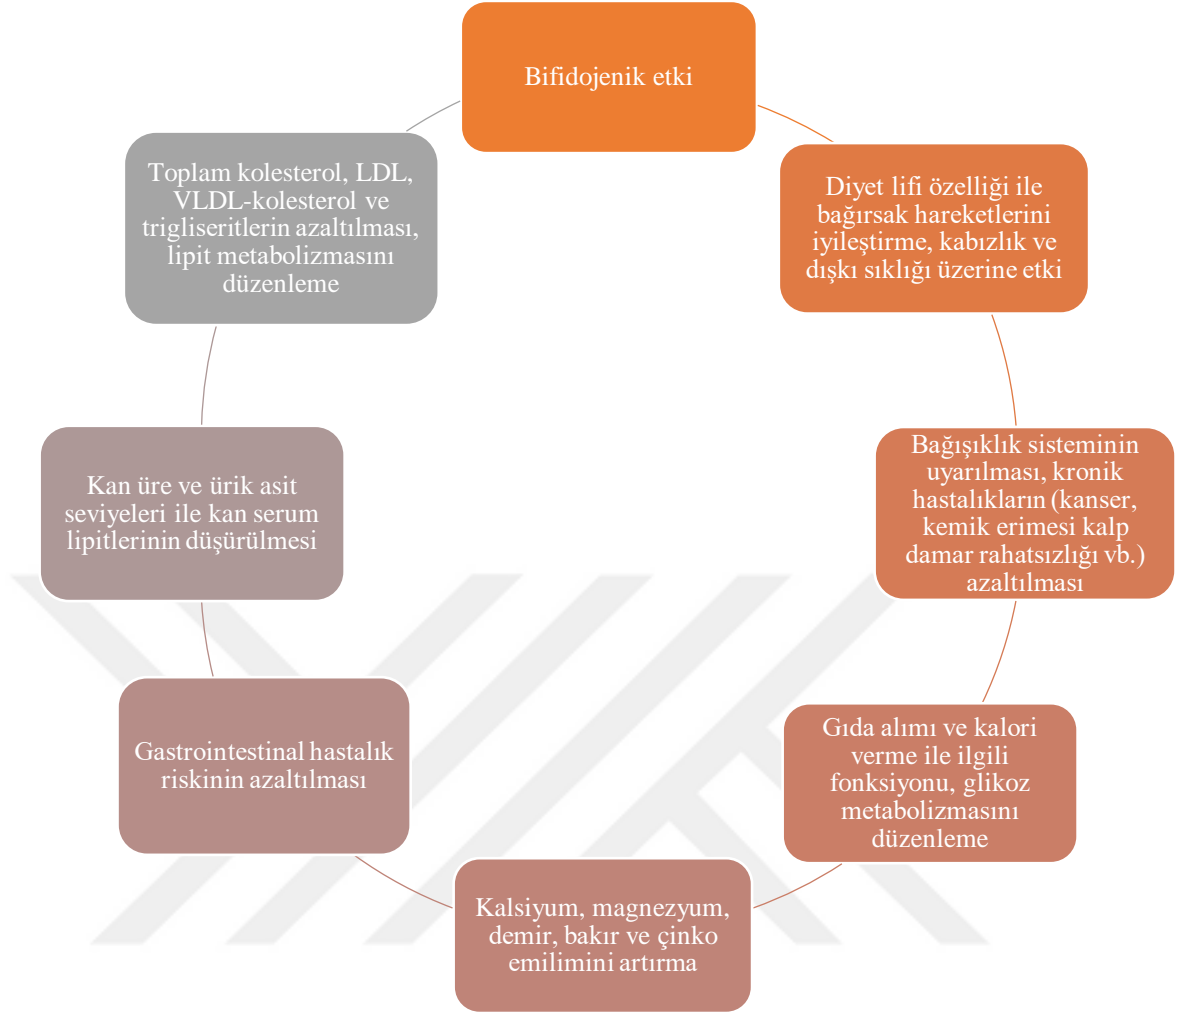 Bifidojenik etki
Diyet lifi özelliği ile
bağırsak hareketlerini
iyileştirme, kabızlık ve
dışkı sıklığı üzerine etki
Bağışıklık sisteminin
uyarılması, kronik
hastalıkların (kanser,
kemik erimesi kalp
damar rahatsızlığı vb.)
azaltılması
Gıda alımı ve kalori
verme ile ilgili
fonksiyonu, glikoz
metabolizmasını
düzenleme
Kalsiyum, magnezyum,
demir, bakır ve çinko
emilimini artırma
Gastrointestinal hastalık
riskinin azaltılması
Kan üre ve ürik asit
seviyeleri ile kan serum
lipitlerinin düşürülmesi
Toplam kolesterol, LDL,
VLDL-kolesterol ve
trigliseritlerin azaltılması,
lipit metabolizmasını
düzenleme